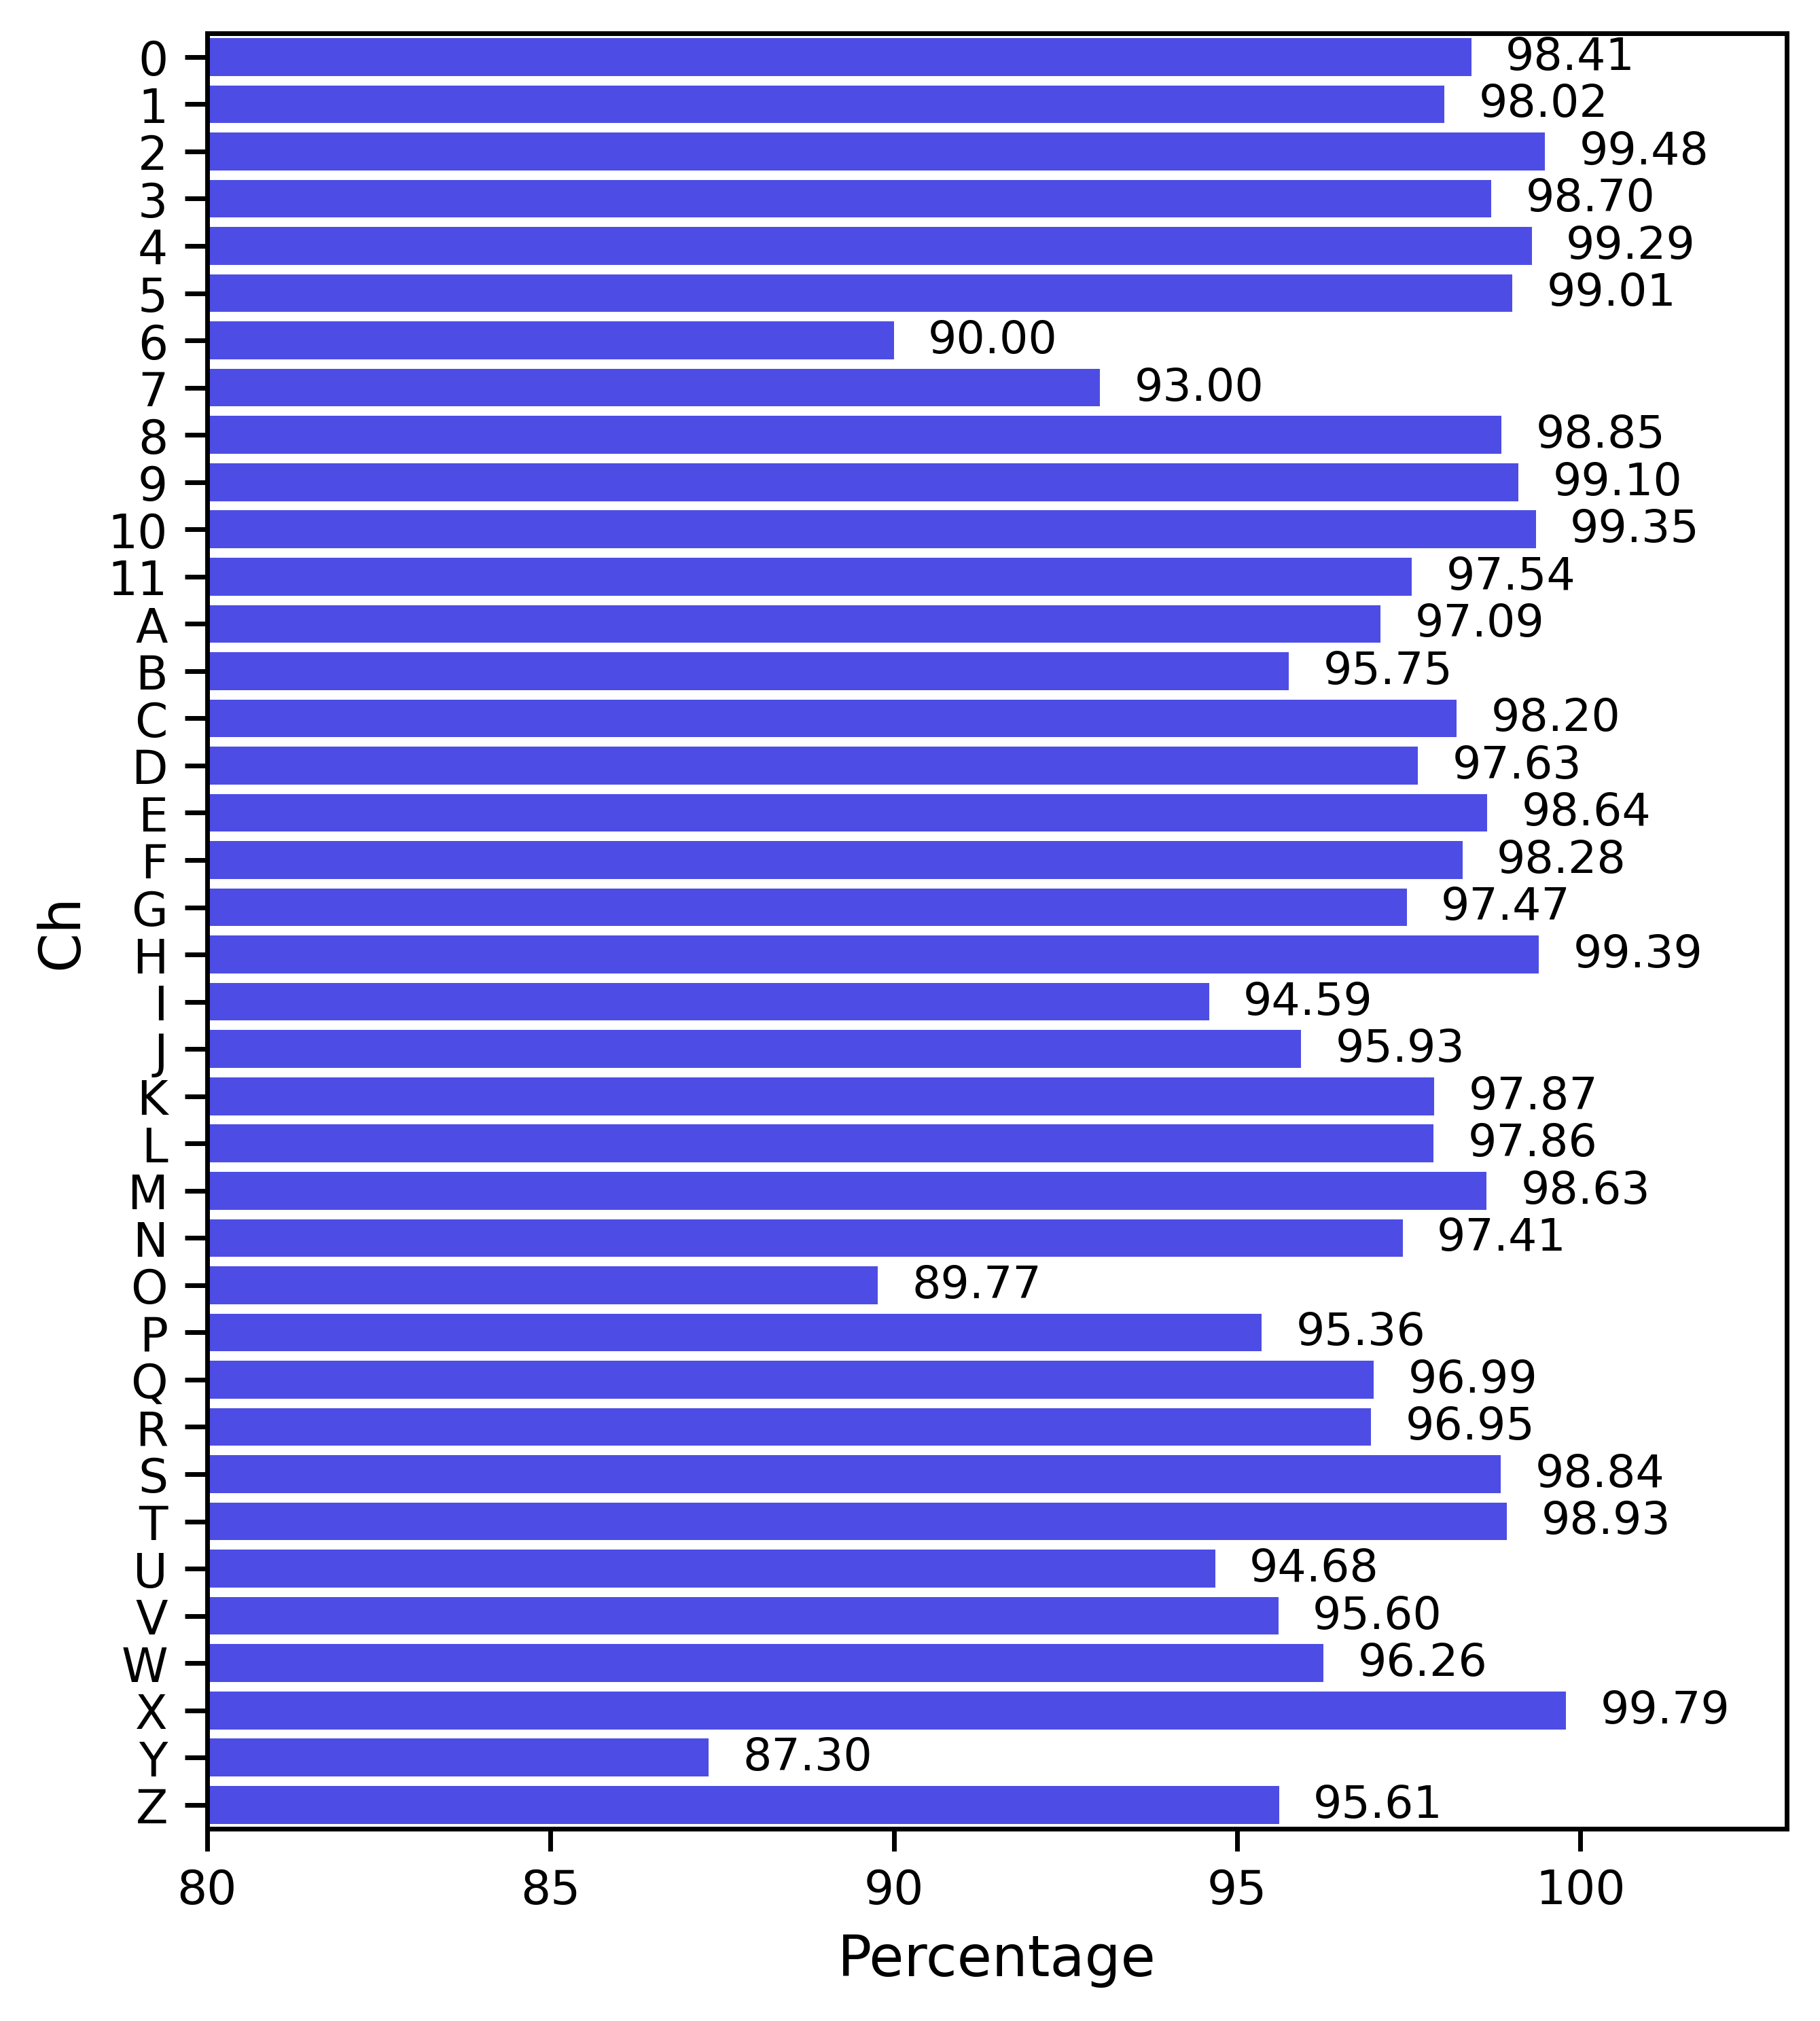 0 98.41
1 98.02
2 99.48
3 98.70
4 99.29
5 99.01
6 90.00
7 93.00
8 98.85
9 99.10
10 99.35
11 97.54
A 97.09
B 95.75
C 98.20
D 97.63
E 98.64
F 98.28
G 97.47
H 99.39
I 94.59
J 95.93
K 97.87
L 97.86
M 98.63
N 97.41
O 89.77
P 95.36
Q 96.99
R 96.95
S 98.84
T 98.93
U 94.68
V 95.60
W 96.26
X 99.79
Y 87.30
Z 95.61
Ch
80 85 90 95 100
Percentage